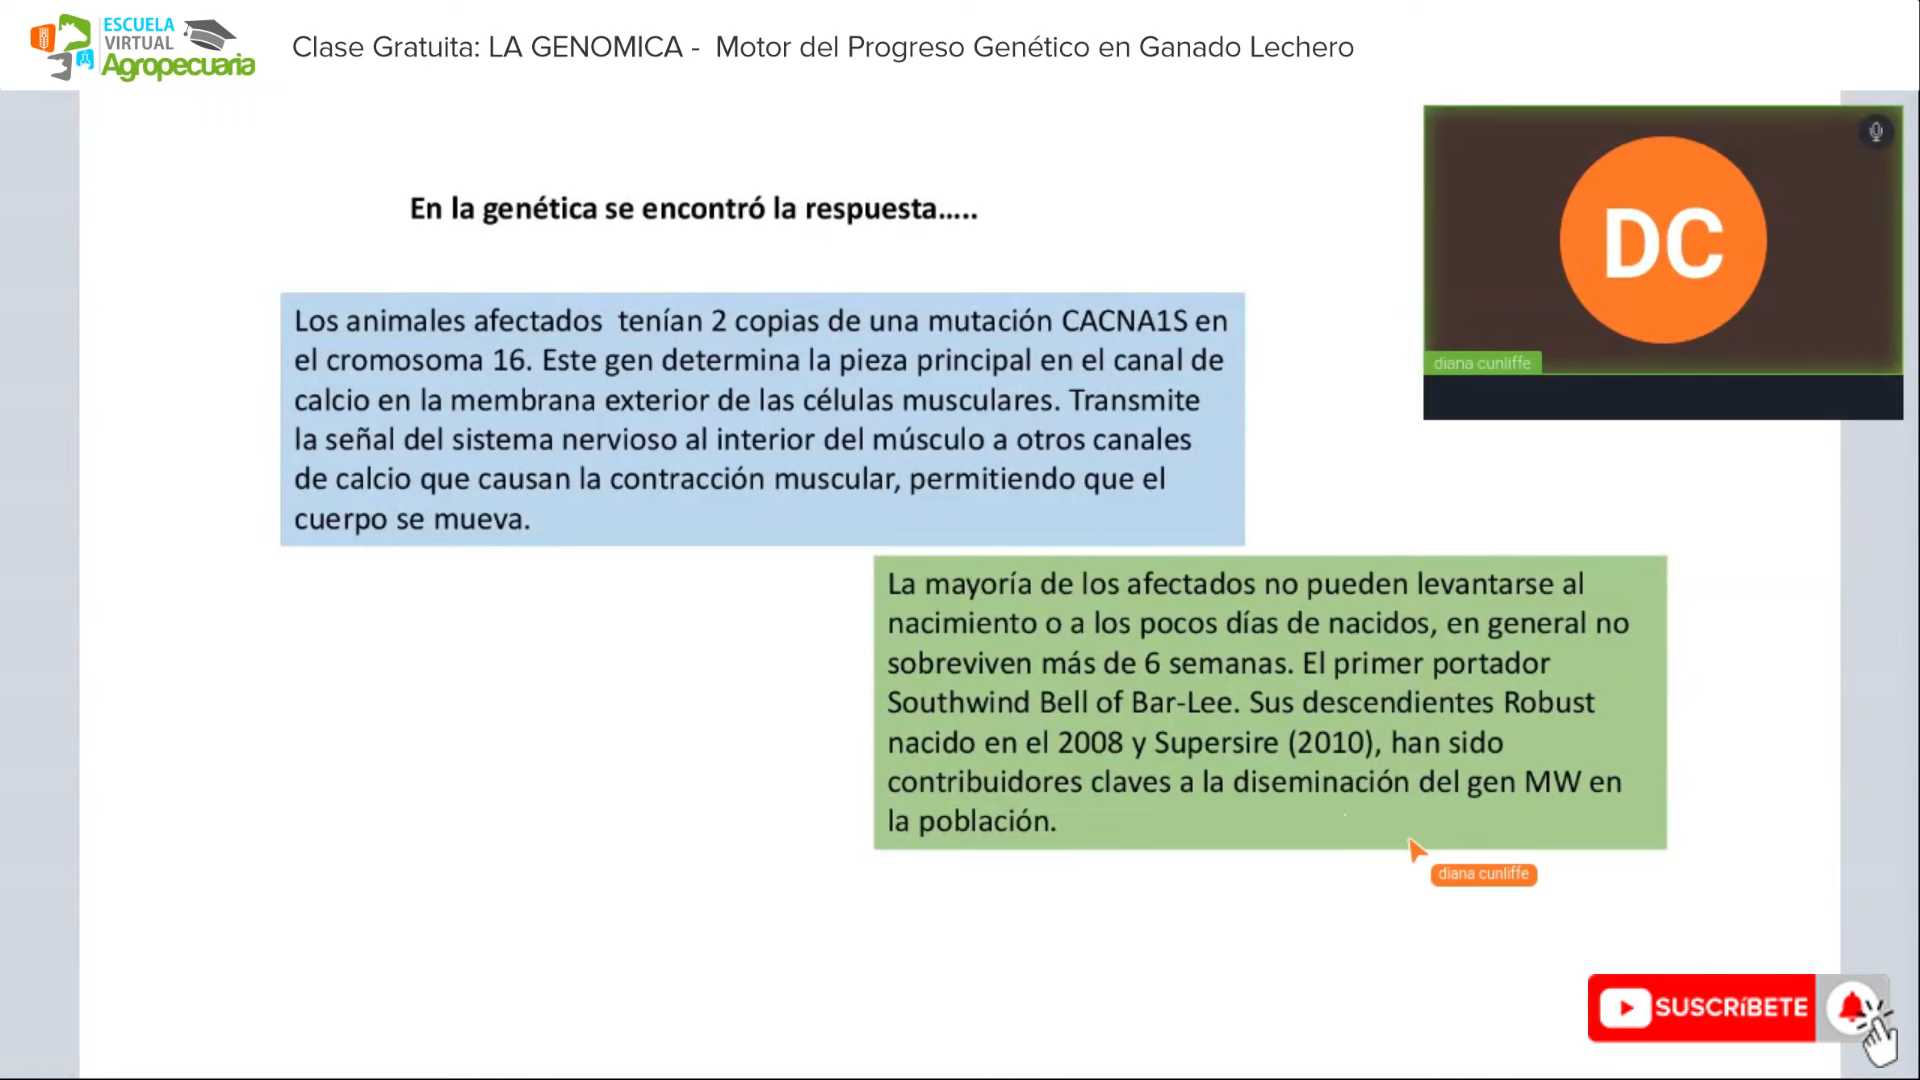 ESCUELA
VIRTUAL
Agropecuaria
Clase Gratuita: LA GENOMICA -  Motor del Progreso Genético en Ganado Lechero
En la genética se encontró la respuesta.....
DC
diana cunliffe
Los animales afectados  tenían 2 copias de una mutación CACNA1S en
el cromosoma 16. Este gen determina la pieza principal en el canal de
calcio en la membrana exterior de las células musculares. Transmite
la señal del sistema nervioso al interior del músculo a otros canales
de calcio que causan la contracción muscular, permitiendo que el
cuerpo se mueva.
La mayoría de los afectados no pueden levantarse al
nacimiento o a los pocos días de nacidos, en general no
sobreviven más de 6 semanas. El primer portador
Southwind Bell of Bar-Lee. Sus descendientes Robust
nacido en el 2008 y Supersire (2010), han sido
contribuidores claves a la diseminación del gen MW en
la población.
diana cunliffe
SUSCRíBETE